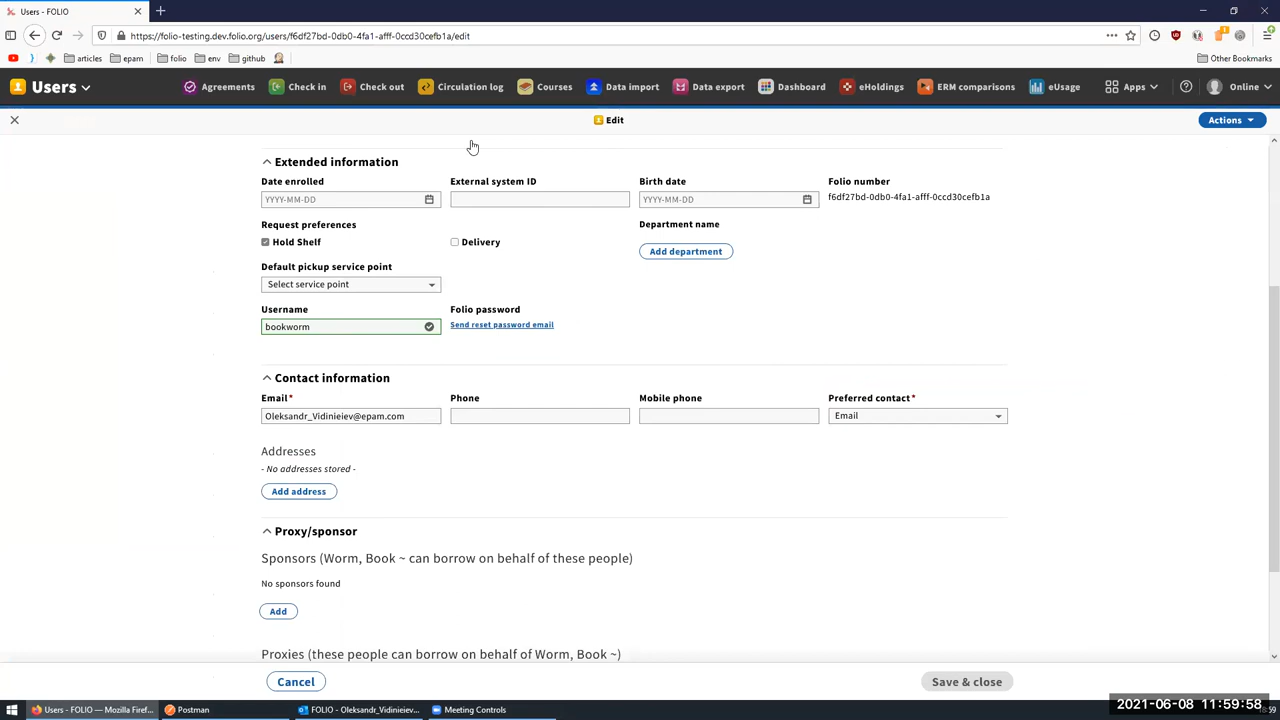 Users - FOLIO
https://folio-testing.dev.folio.org/users/f6df27bd-0db0-4fa1-afff-0ccd30cefb1a/edit
articles epam folio env github Other Bookmarks
Users Agreements Check in Check out Circulation log Courses Data import Data export Dashboard eHoldings ERM comparisons eUsage Apps Online
Edit Actions
Extended information
Date enrolled External system ID Birth date Folio number
YYYY-MM-DD YYYY-MM-DD f6df27bd-0db0-4fa1-afff-0ccd30cefb1a
Request preferences Department name
Hold Shelf Delivery Add department
Default pickup service point
Select service point
Username Folio password
bookworm Send reset password email
Contact information
Email* Phone Mobile phone Preferred contact*
Oleksandr_Vidinieiev@epam.com Email
Addresses
- No addresses stored -
Add address
Proxy/sponsor
Sponsors (Worm, Book ~ can borrow on behalf of these people)
No sponsors found
Add
Proxies (these people can borrow on behalf of Worm, Book ~)
Cancel Save & close
Users - FOLIO — Mozilla Firef... Postman FOLIO - Oleksandr_Vidinieiev... Meeting Controls 2021-06-08 11:59:58